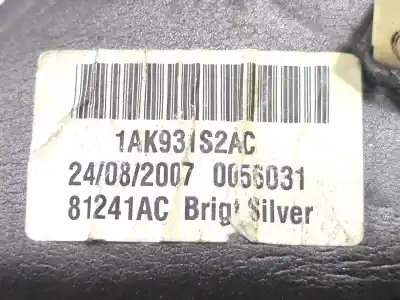 1AK931S2AC
24/08/2007 0056031
81241AC Brigt Silver